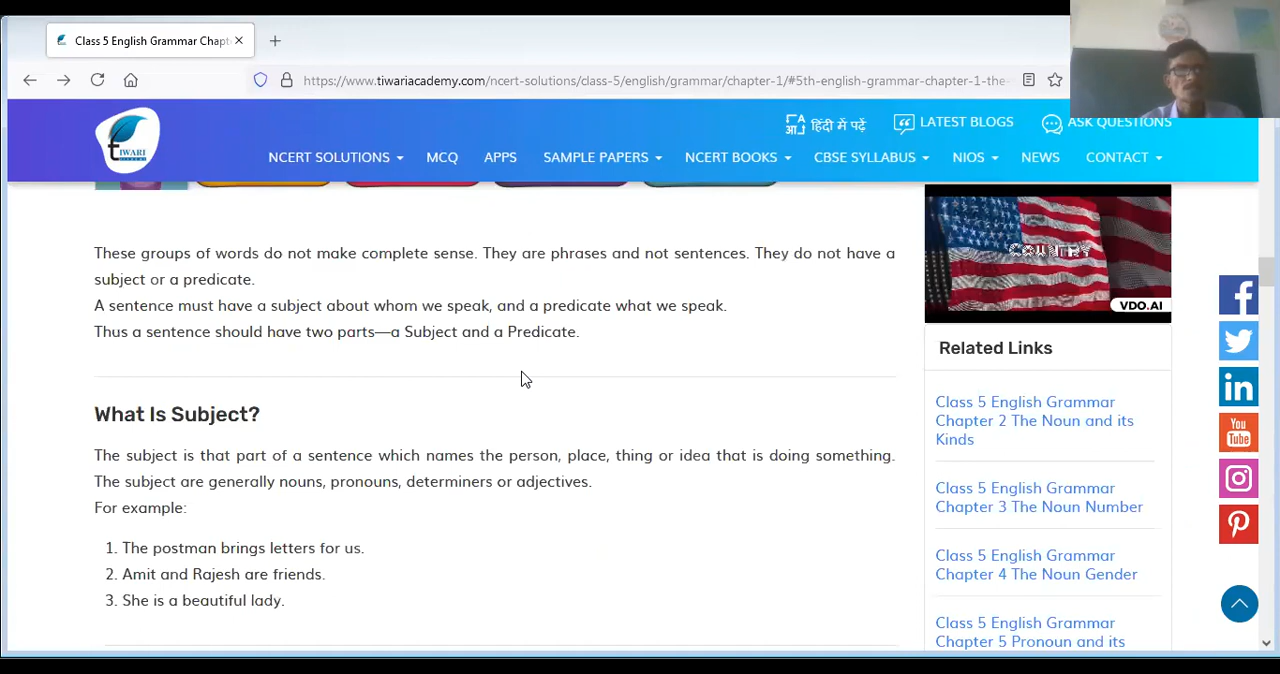 Class 5 English Grammar Chapt
https://www.tiwariacademy.com/ncert-solutions/class-5/english/grammar/chapter-1/#5th-english-grammar-chapter-1-the-
TIWARI
हिंदी में पढ़ें
LATEST BLOGS
ASK QUESTIONS
NCERT SOLUTIONS
MCQ
APPS
SAMPLE PAPERS
NCERT BOOKS
CBSE SYLLABUS
NIOS
NEWS
CONTACT
These groups of words do not make complete sense. They are phrases and not sentences. They do not have a
subject or a predicate.
A sentence must have a subject about whom we speak, and a predicate what we speak.
Thus a sentence should have two parts—a Subject and a Predicate.
What Is Subject?
The subject is that part of a sentence which names the person, place, thing or idea that is doing something.
The subject are generally nouns, pronouns, determiners or adjectives.
For example:
1. The postman brings letters for us.
2. Amit and Rajesh are friends.
3. She is a beautiful lady.
COUNTRY
VDO.AI
Related Links
Class 5 English Grammar
Chapter 2 The Noun and its
Kinds
Class 5 English Grammar
Chapter 3 The Noun Number
Class 5 English Grammar
Chapter 4 The Noun Gender
Class 5 English Grammar
Chapter 5 Pronoun and its
You
Tube